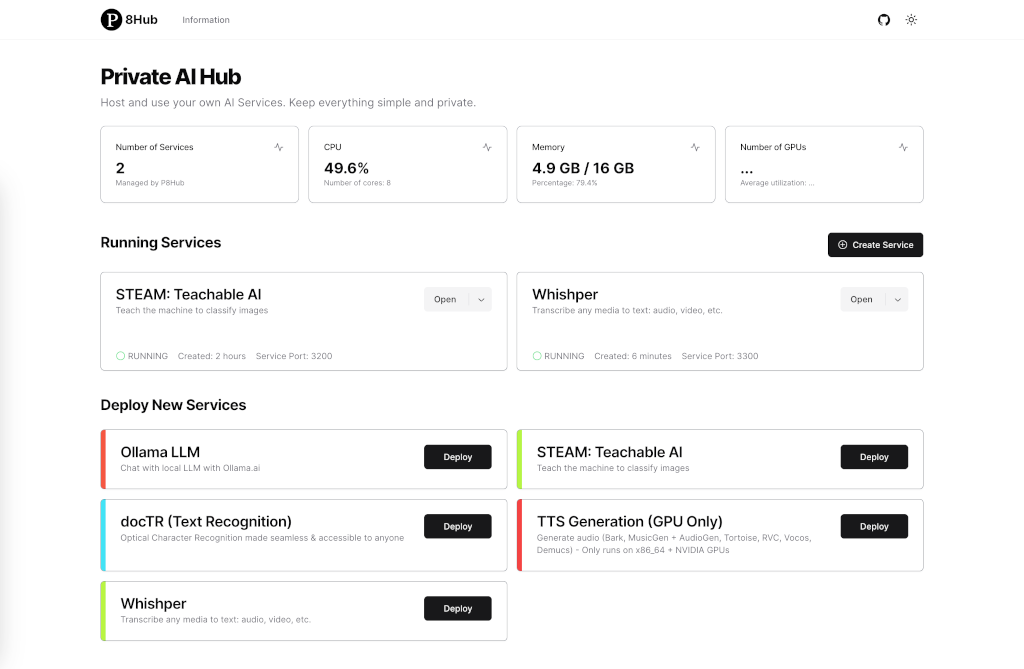 P 8Hub Information
Private AI Hub
Host and use your own AI Services. Keep everything simple and private.
Number of Services
2
Managed by P8Hub
CPU
49.6%
Number of cores: 8
Memory
4.9 GB / 16 GB
Percentage: 79.4%
Number of GPUs
...
Average utilization: ...
Running Services
Create Service
STEAM: Teachable AI
Teach the machine to classify images
Open
RUNNING Created: 2 hours Service Port: 3200
Whishper
Transcribe any media to text: audio, video, etc.
Open
RUNNING Created: 6 minutes Service Port: 3300
Deploy New Services
Ollama LLM
Chat with local LLM with Ollama.ai
Deploy
STEAM: Teachable AI
Teach the machine to classify images
Deploy
docTR (Text Recognition)
Optical Character Recognition made seamless & accessible to anyone
Deploy
TTS Generation (GPU Only)
Generate audio (Bark, MusicGen + AudioGen, Tortoise, RVC, Vocos,
Demucs) - Only runs on x86_64 + NVIDIA GPUs
Deploy
Whishper
Transcribe any media to text: audio, video, etc.
Deploy